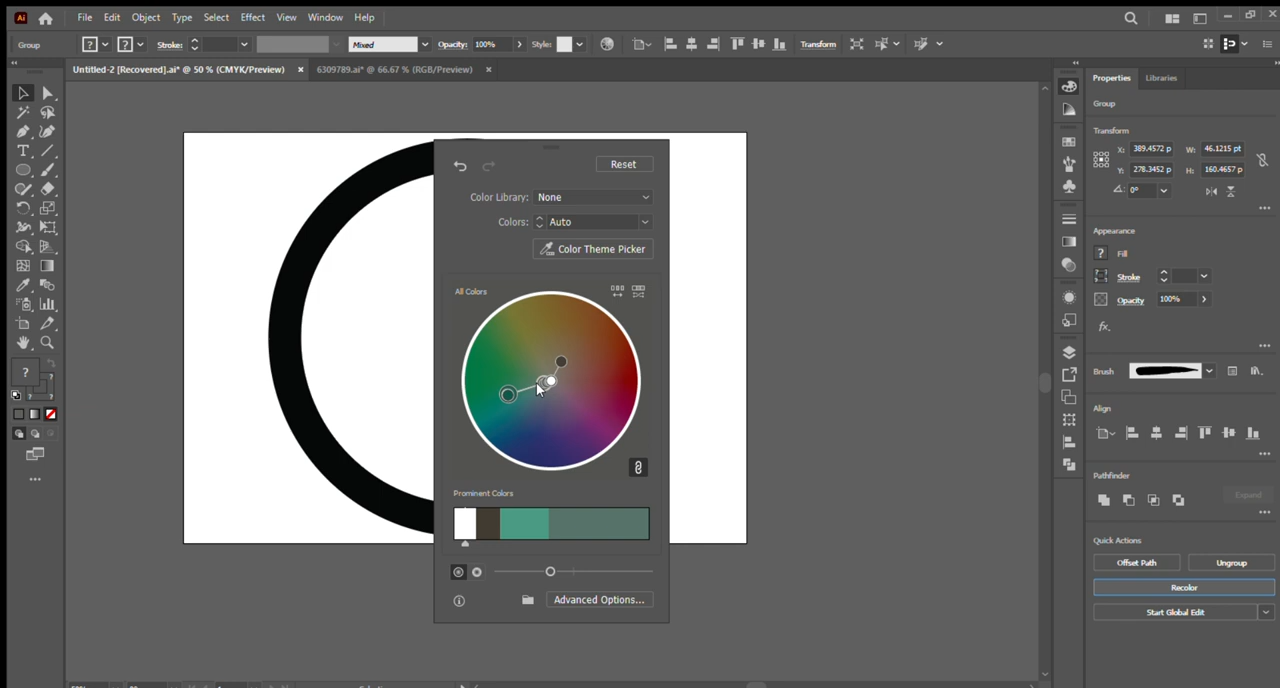 Ai File Edit Object Type Select Effect View Window Help
Group ? ? Stroke: Mixed Opacity: 100% Style: Transform
Untitled-2 [Recovered].ai* @ 50 % (CMYK/Preview) × 6309789.ai* @ 66.67 % (RGB/Preview) ×
Properties Libraries
Group
Transform
X: 389.4572 p W: 46.1215 pt
Y: 278.3452 p H: 160.4657 p
0°
Reset
Color Library: None
Colors: Auto
Color Theme Picker
All Colors
Prominent Colors
Advanced Options...
Appearance
? Fill
Stroke
Opacity 100%
fx.
Brush
Align
Pathfinder
Expand
Quick Actions
Offset Path Ungroup
Recolor
Start Global Edit
?